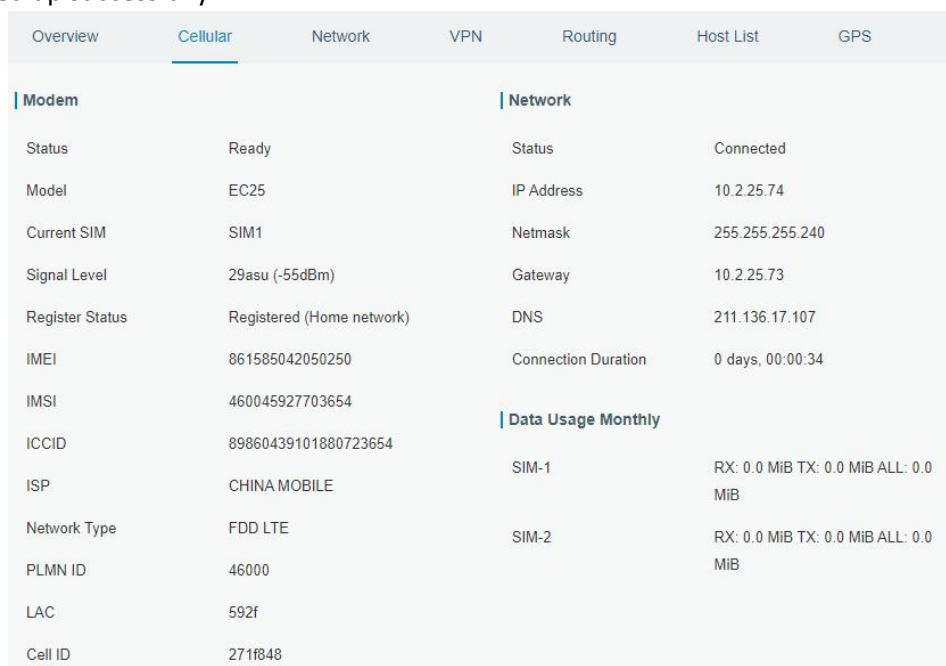 Overview Cellular Network VPN Routing Host List GPS
Modem
Status Ready
Model EC25
Current SIM SIM1
Signal Level 29asu (-55dBm)
Register Status Registered (Home network)
IMEI 861585042050250
IMSI 460045927703654
ICCID 89860439101880723654
ISP CHINA MOBILE
Network Type FDD LTE
PLMN ID 46000
LAC 592f
Cell ID 271f848
Network
Status Connected
IP Address 10.2.25.74
Netmask 255.255.255.240
Gateway 10.2.25.73
DNS 211.136.17.107
Connection Duration 0 days, 00:00:34
Data Usage Monthly
SIM-1 RX: 0.0 MiB TX: 0.0 MiB ALL: 0.0
MiB
SIM-2 RX: 0.0 MiB TX: 0.0 MiB ALL: 0.0
MiB